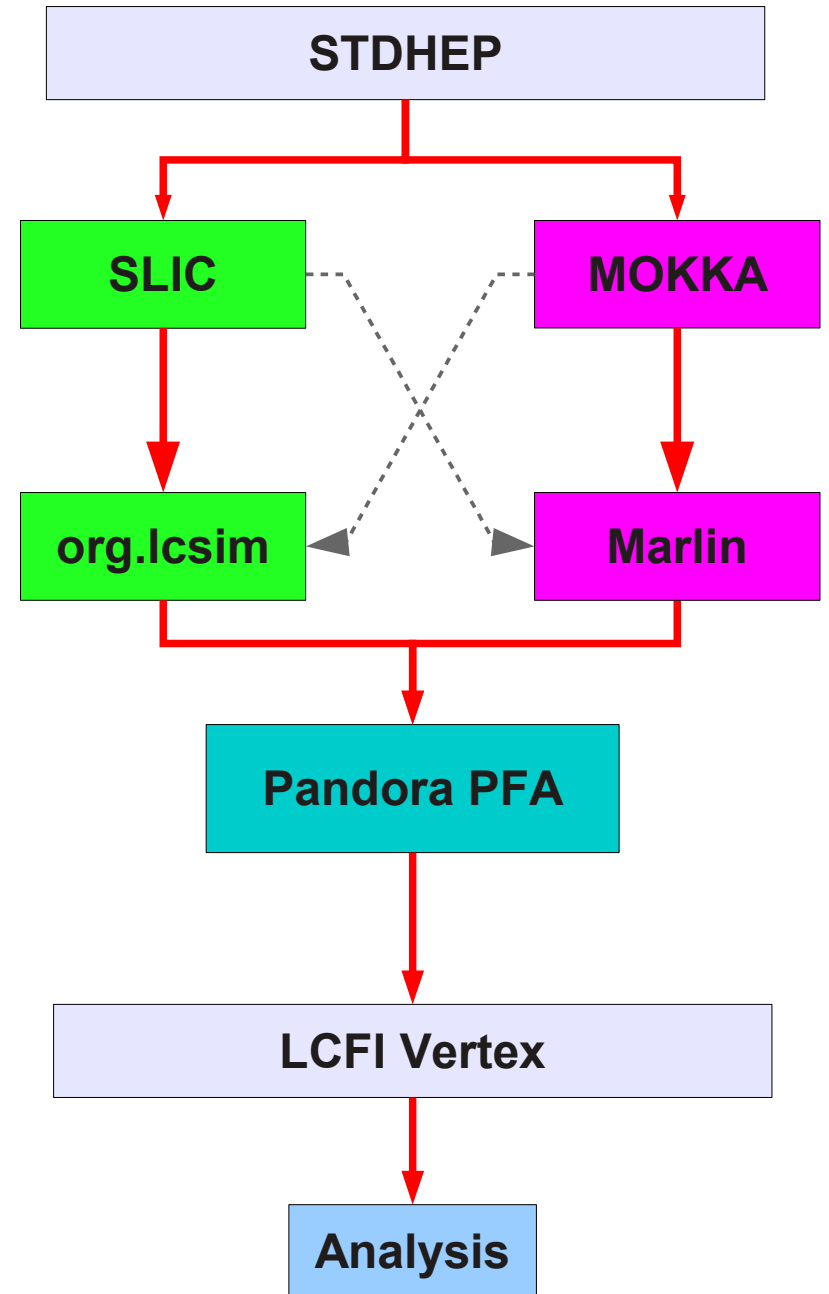 STDHEP
SLIC
MOKKA
org.lcsim
Marlin
Pandora PFA
LCFI Vertex
Analysis